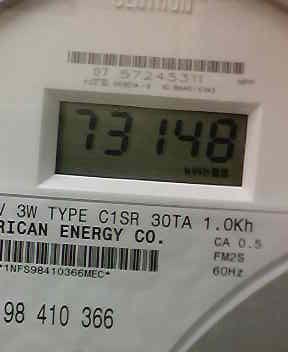 CENTRON
07 57245311
73148
V 3W TYPE C1SR 30TA 1.0Kh
RICAN ENERGY CO.
CA 0.5
FM2S
*1NFS98410366MEC*
60Hz
98 410 366